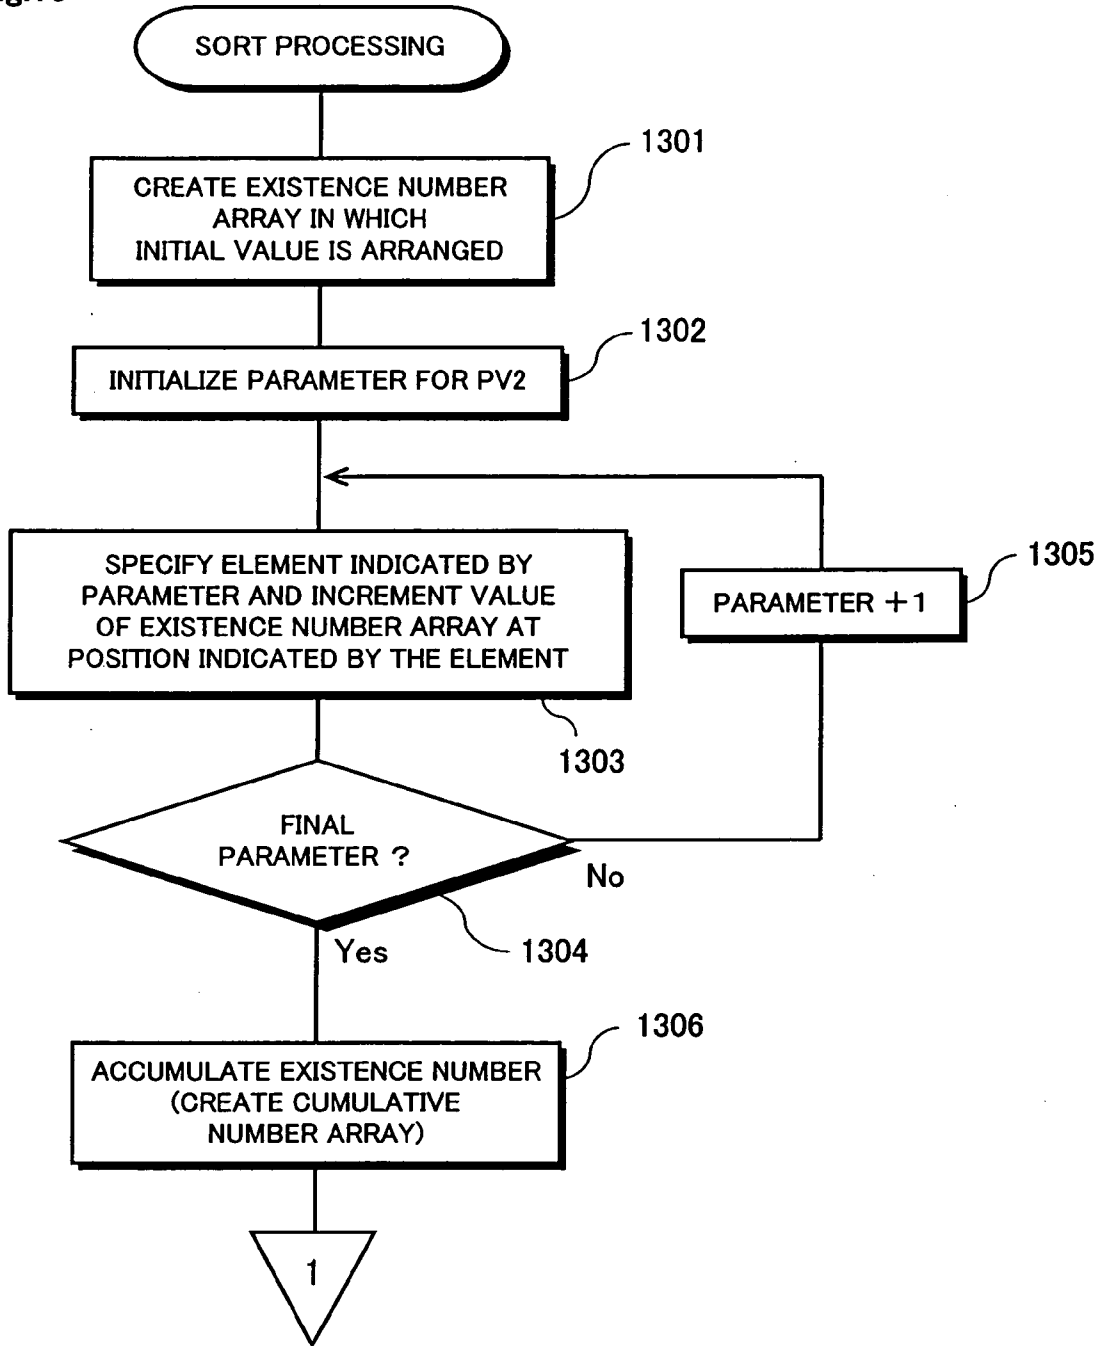 SORT PROCESSING
1301
CREATE EXISTENCE NUMBER
ARRAY IN WHICH
INITIAL VALUE IS ARRANGED
1302
INITIALIZE PARAMETER FOR PV2
SPECIFY ELEMENT INDICATED BY
PARAMETER AND INCREMENT VALUE
OF EXISTENCE NUMBER ARRAY AT
POSITION INDICATED BY THE ELEMENT
1303
1305
PARAMETER +1
FINAL
PARAMETER ?
No
Yes
1304
1306
ACCUMULATE EXISTENCE NUMBER
(CREATE CUMULATIVE
NUMBER ARRAY)
1